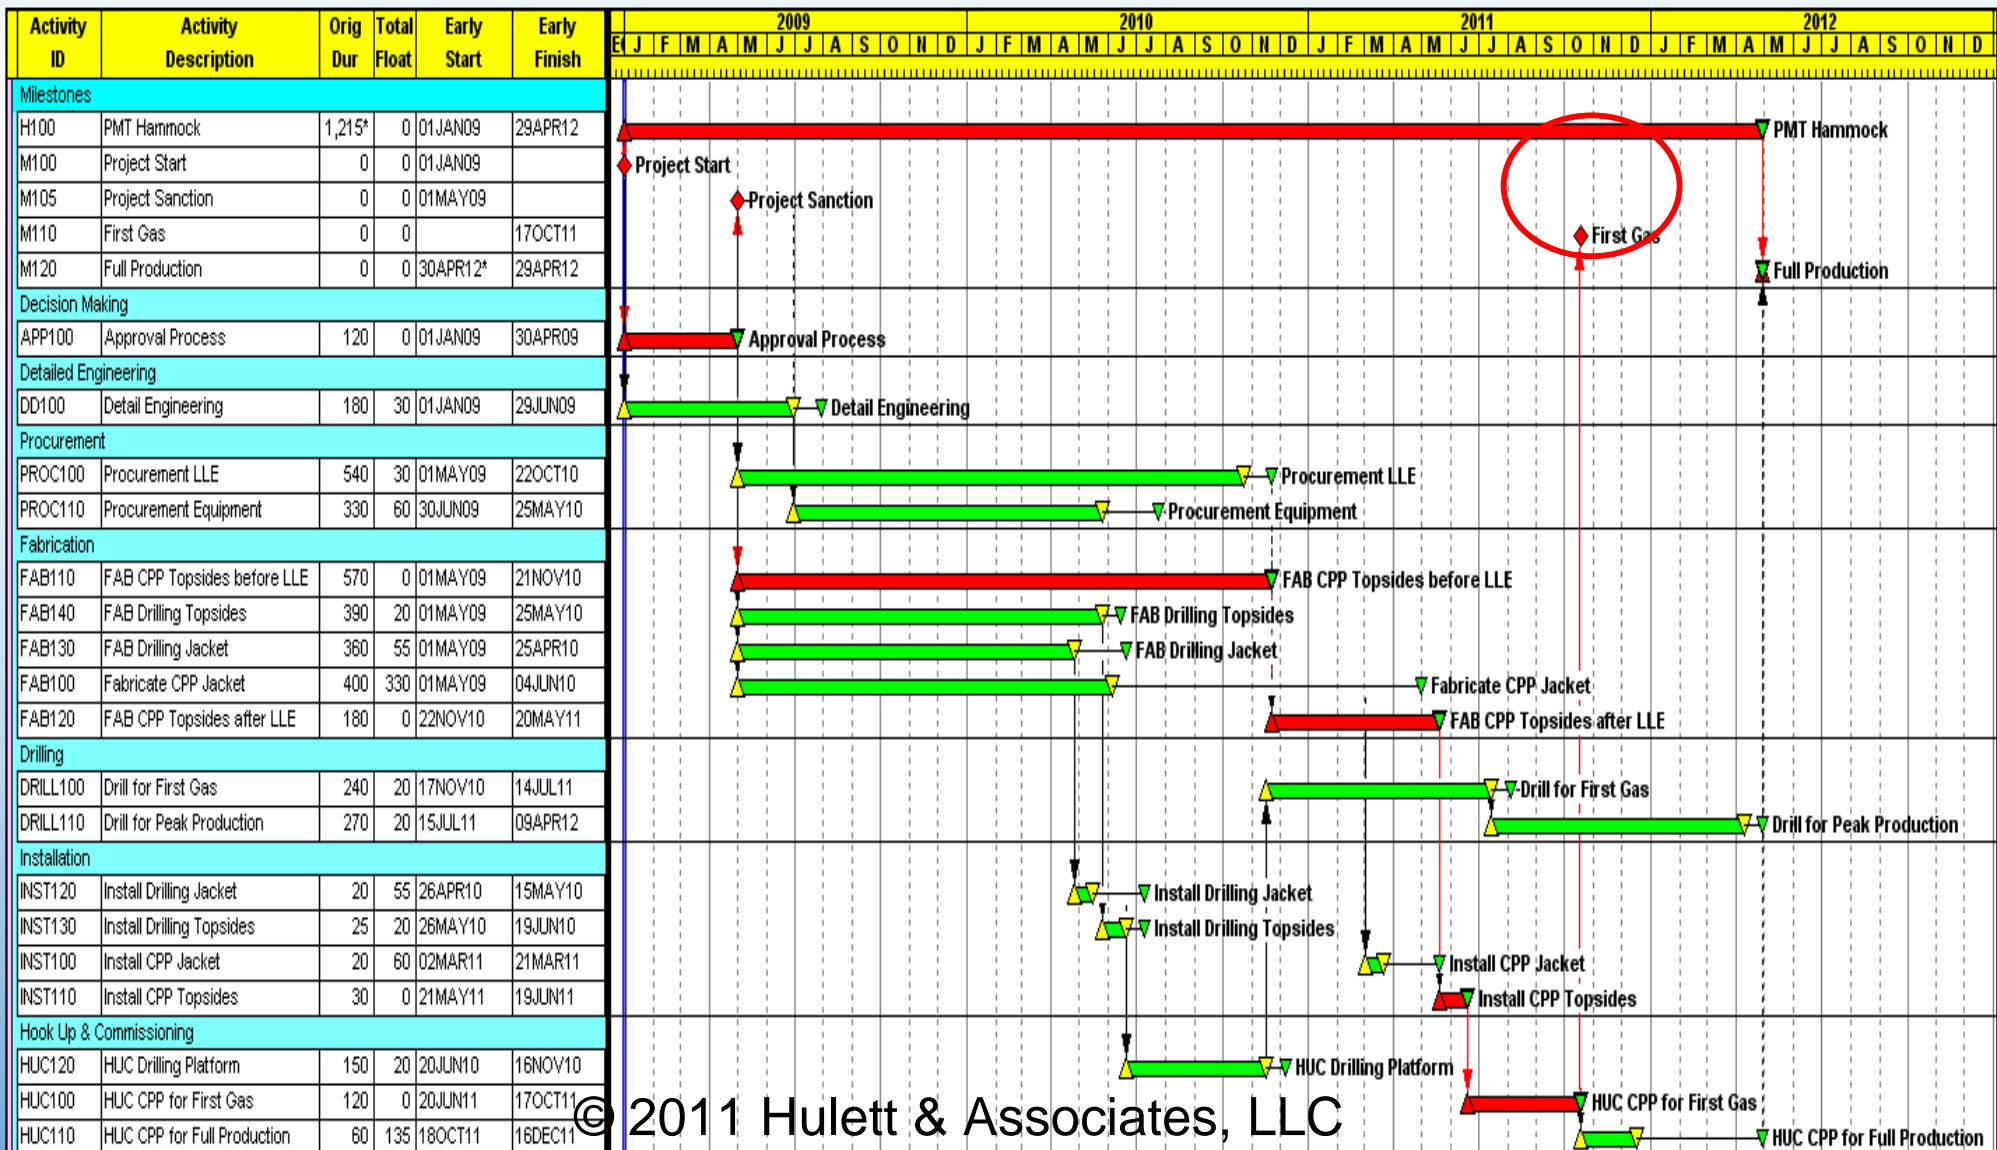 Activity Activity Orig Total Early Early 2009 2010 2011 2012
ID Description Dur Float Start Finish J F M A M J J A S O N D J F M A M J J A S O N D J F M A M J J A S O N D J F M A M J J A S O N D
Milestones
H100 PMT Hammock 1,215* 0 01JAN09 29APR12 PMT Hammock
M100 Project Start 0 0 01JAN09 Project Start
M105 Project Sanction 0 0 01MAY09 Project Sanction
M110 First Gas 0 0 17OCT11 First Gas
M120 Full Production 0 0 30APR12* 29APR12 Full Production
Decision Making
APP100 Approval Process 120 0 01JAN09 30APR09 Approval Process
Detailed Engineering
DD100 Detail Engineering 180 30 01JAN09 29JUN09 Detail Engineering
Procurement
PROC100 Procurement LLE 540 30 01MAY09 22OCT10 Procurement LLE
PROC110 Procurement Equipment 330 60 30JUN09 25MAY10 Procurement Equipment
Fabrication
FAB110 FAB CPP Topsides before LLE 570 0 01MAY09 21NOV10 FAB CPP Topsides before LLE
FAB140 FAB Drilling Topsides 390 20 01MAY09 25MAY10 FAB Drilling Topsides
FAB130 FAB Drilling Jacket 360 55 01MAY09 25APR10 FAB Drilling Jacket
FAB100 Fabricate CPP Jacket 400 330 01MAY09 04JUN10 Fabricate CPP Jacket
FAB120 FAB CPP Topsides after LLE 180 0 22NOV10 20MAY11 FAB CPP Topsides after LLE
Drilling
DRILL100 Drill for First Gas 240 20 17NOV10 14JUL11 Drill for First Gas
DRILL110 Drill for Peak Production 270 20 15JUL11 09APR12 Drill for Peak Production
Installation
INST120 Install Drilling Jacket 20 55 26APR10 15MAY10 Install Drilling Jacket
INST130 Install Drilling Topsides 25 20 26MAY10 19JUN10 Install Drilling Topsides
INST100 Install CPP Jacket 20 60 02MAR11 21MAR11 Install CPP Jacket
INST110 Install CPP Topsides 30 0 21MAY11 19JUN11 Install CPP Topsides
Hook Up & Commissioning
HUC120 HUC Drilling Platform 150 20 20JUN10 16NOV10 HUC Drilling Platform
HUC100 HUC CPP for First Gas 120 0 20JUN11 17OCT11 HUC CPP for First Gas
© 2011 Hulett & Associates, LLC
HUC110 HUC CPP for Full Production 60 135 18OCT11 16DEC11 HUC CPP for Full Production